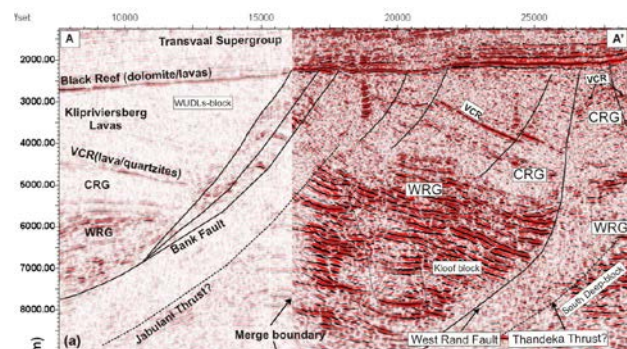 Yset 10000 15000 20000 25000
A Transvaal Supergroup A'
2000.00
Black Reef (dolomite/lavas)
VCR
3000.00
WUDLs-block
Klipriviersberg
Lavas
CRG
VCR
4000.00
VCR(lava/quartzites)
CRG
CRG
5000.00
WRG
WRG
WRG
6000.00
Bank Fault
Kloof block
7000.00
South Deep-block
Jabulani Thrust?
8000.00
(a)
Merge boundary
West Rand Fault
Thandeka Thrust?
m)